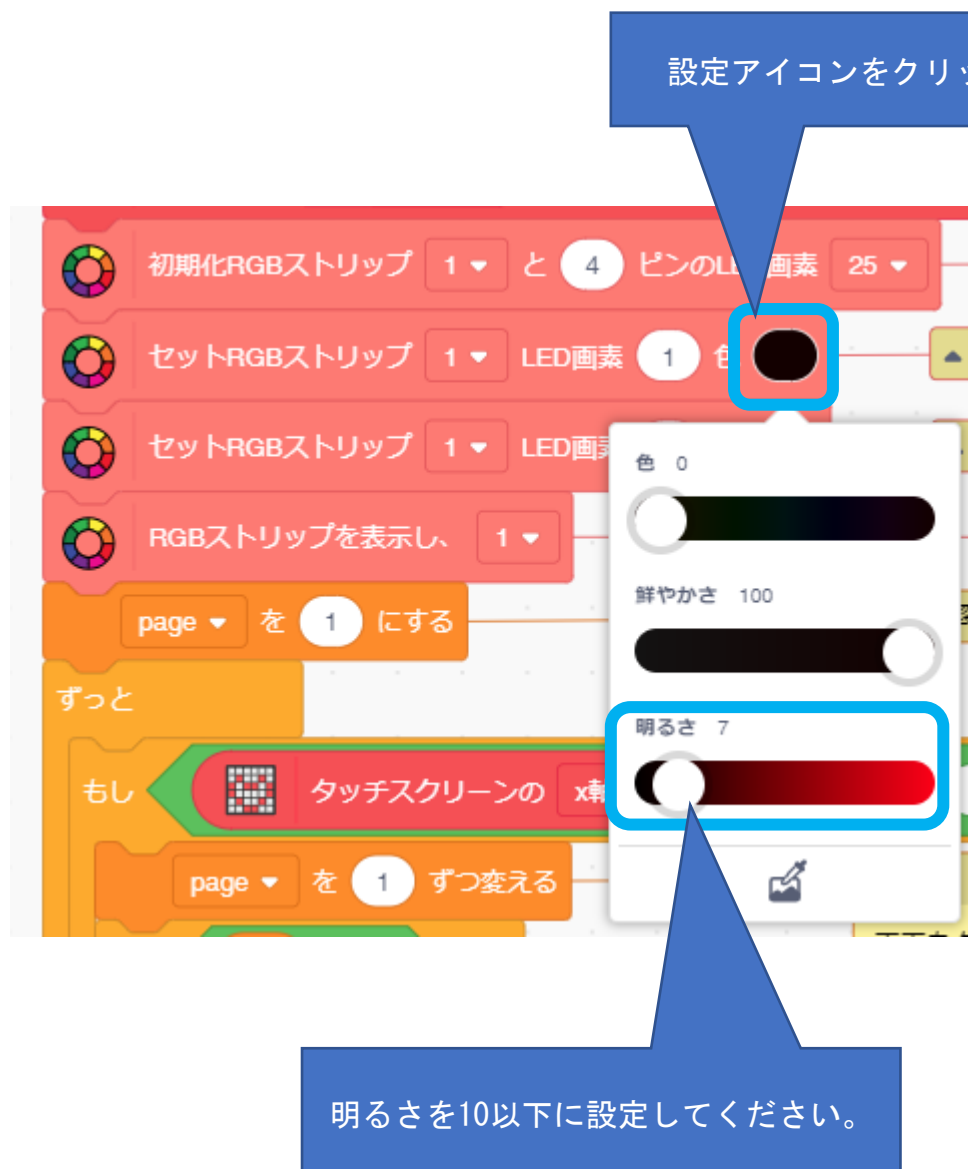 設定アイコンをクリッ
初期化RGBストリップ 1 と 4 ピンのLE 画素 25
セットRGBストリップ 1 LED画素 1 色
セットRGBストリップ 1 LED画
色 0
RGBストリップを表示し、 1
鮮やかさ 100
page を 1 にする
ずっと
明るさ 7
もし タッチスクリーンの x軸
page を 1 ずつ変える
明るさを10以下に設定してください。